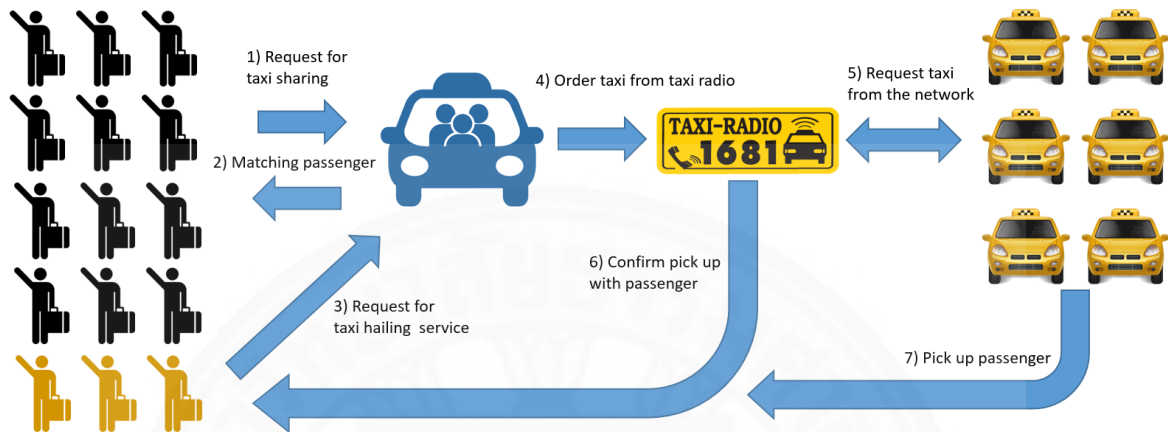 1) Request for
taxi sharing
2) Matching passenger
3) Request for
taxi hailing service
4) Order taxi from taxi radio
TAXI-RADIO
1681
5) Request taxi
from the network
6) Confirm pick up
with passenger
7) Pick up passenger